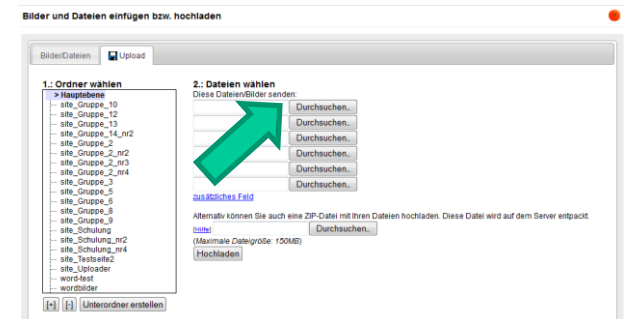 Bilder und Dateien einfügen bzw. hochladen
Bilder/Dateien
Upload
1.: Ordner wählen
> Hauptebene
site_Gruppe_10
site_Gruppe_12
site_Gruppe_13
site_Gruppe_14_nr2
site_Gruppe_2
site_Gruppe_2_nr2
site_Gruppe_2_nr3
site_Gruppe_2_nr4
site_Gruppe_3
site_Gruppe_5
site_Gruppe_6
site_Gruppe_8
site_Gruppe_9
site_Schulung
site_Schulung_nr2
site_Schulung_nr4
site_Testseite2
site_Uploader
word-test
wordbilder
[+] [-] Unterordner erstellen
2.: Dateien wählen
Diese Dateien/Bilder senden:
Durchsuchen..
Durchsuchen..
Durchsuchen..
Durchsuchen..
Durchsuchen..
Durchsuchen..
zusätzliches Feld
Alternativ können Sie auch eine ZIP-Datei mit Ihren Dateien hochladen. Diese Datei wird auf dem Server entpackt.
[Hilfe]
Durchsuchen..
(Maximale Dateigröße: 150MB)
Hochladen